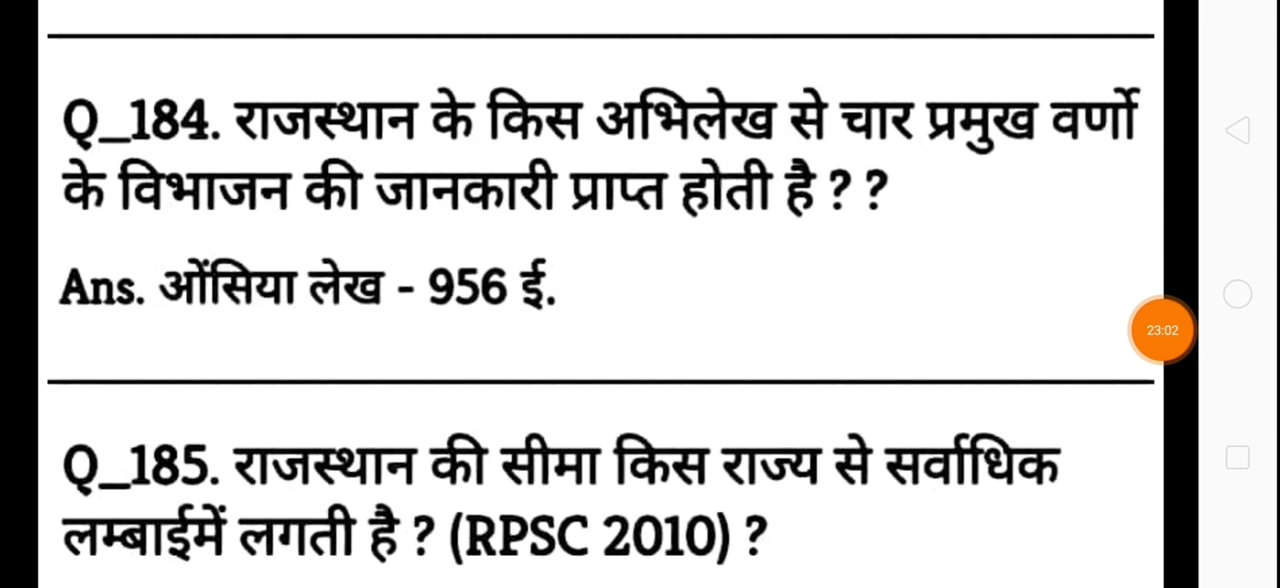 Q_184. राजस्थान के किस अभिलेख से चार प्रमुख वर्णो
के विभाजन की जानकारी प्राप्त होती है ? ?
Ans. ओंसिया लेख - 956 ई.
23:02
Q_185. राजस्थान की सीमा किस राज्य से सर्वाधिक
लम्बाईमें लगती है ? (RPSC 2010) ?